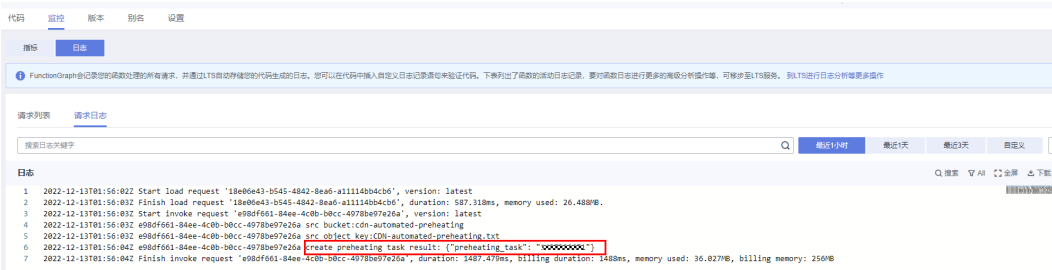 代码 监控 版本 别名 设置
指标 日志
FunctionGraph会记录您的函数处理的所有请求，并通过LTS自动存储您的代码生成的日志。您可以在代码中插入自定义日志记录语句来验证代码。下表列出了函数的活动日志记录，要对函数日志进行更多的高级分析操作等，可移步至LTS服务。 到LTS进行日志分析等更多操作
请求列表 请求日志
搜索日志关键字 最近1小时 最近1天 最近3天 自定义
日志 搜索 All 全屏 下载
1 2022-12-13T01:56:02Z Start load request '18e06e43-b545-4842-8ea6-a11114bb4cb6', version: latest
2 2022-12-13T01:56:03Z Finish load request '18e06e43-b545-4842-8ea6-a11114bb4cb6', duration: 587.318ms, memory used: 26.488MB.
3 2022-12-13T01:56:03Z Start invoke request 'e98df661-84ee-4c0b-b0cc-4978be97e26a', version: latest
4 2022-12-13T01:56:03Z e98df661-84ee-4c0b-b0cc-4978be97e26a src bucket:cdn-automated-preheating
5 2022-12-13T01:56:03Z e98df661-84ee-4c0b-b0cc-4978be97e26a src object key:CDN-automated-preheating.txt
6 2022-12-13T01:56:03Z e98df661-84ee-4c0b-b0cc-4978be97e26a create preheating task result: {"preheating_task": " "}
7 2022-12-13T01:56:04Z Finish invoke request 'e98df661-84ee-4c0b-b0cc-4978be97e26a', duration: 1487.479ms, billing duration: 1488ms, memory used: 36.027MB, billing memory: 256MB